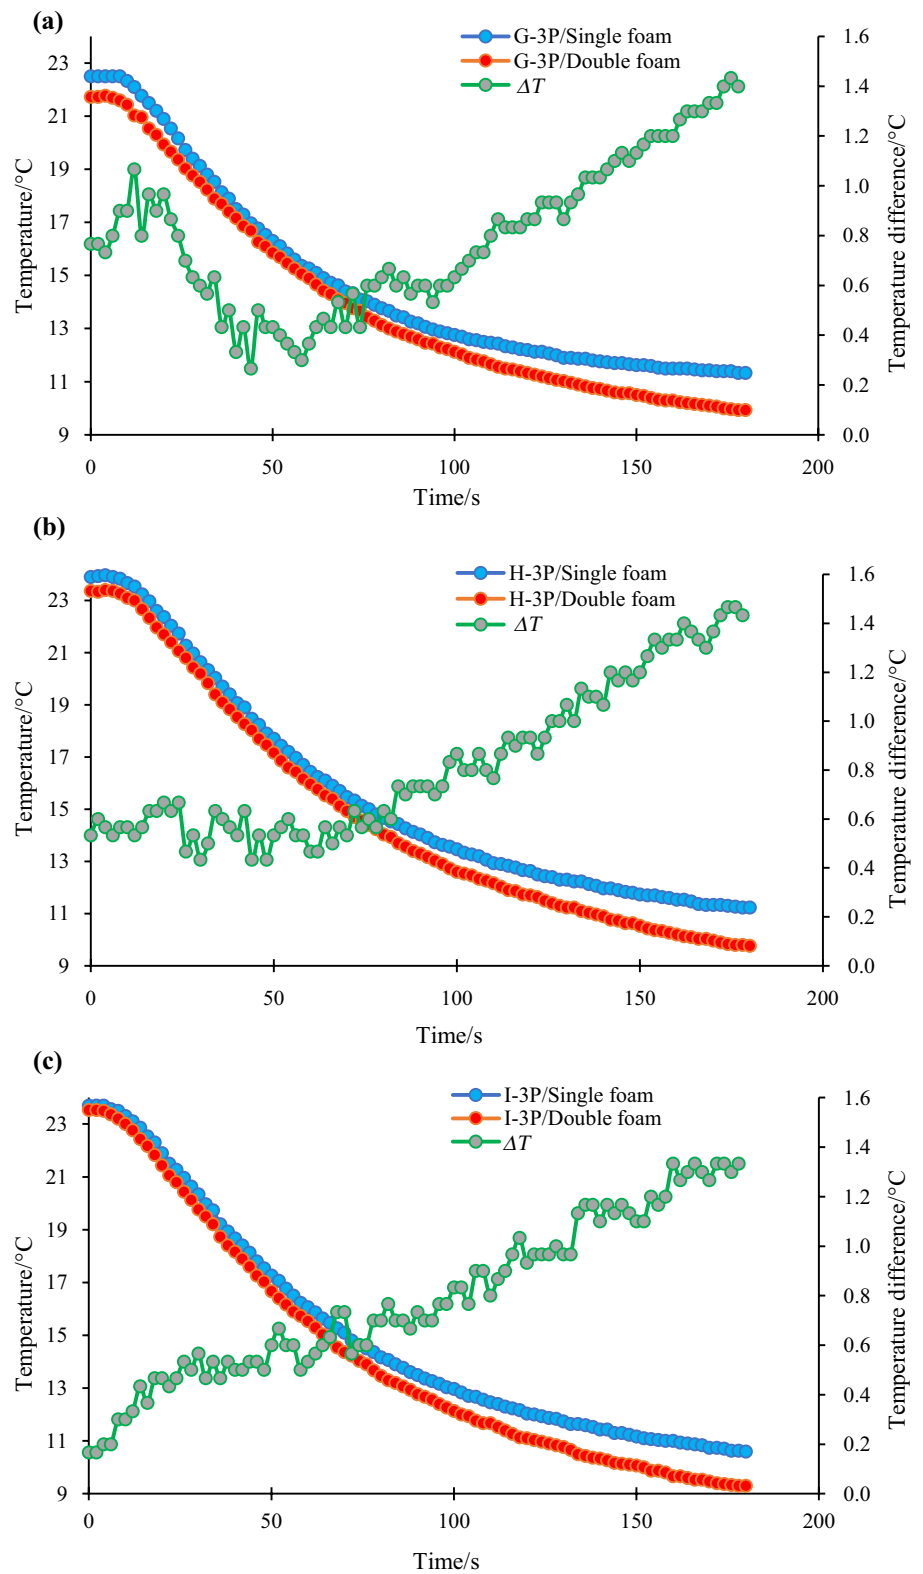 (a)
G-3P/Single foam
G-3P/Double foam
ΔT
Temperature/°C
23
21
19
17
15
13
11
9
1.6
1.4
1.2
1.0
0.8
0.6
0.4
0.2
0.0
Temperature difference/°C
0 50 100 150 200
Time/s
(b)
H-3P/Single foam
H-3P/Double foam
ΔT
Temperature/°C
23
21
19
17
15
13
11
9
1.6
1.4
1.2
1.0
0.8
0.6
0.4
0.2
0.0
Temperature difference/°C
0 50 100 150 200
Time/s
(c)
I-3P/Single foam
I-3P/Double foam
ΔT
Temperature/°C
23
21
19
17
15
13
11
9
1.6
1.4
1.2
1.0
0.8
0.6
0.4
0.2
0.0
Temperature difference/°C
0 50 100 150 200
Time/s